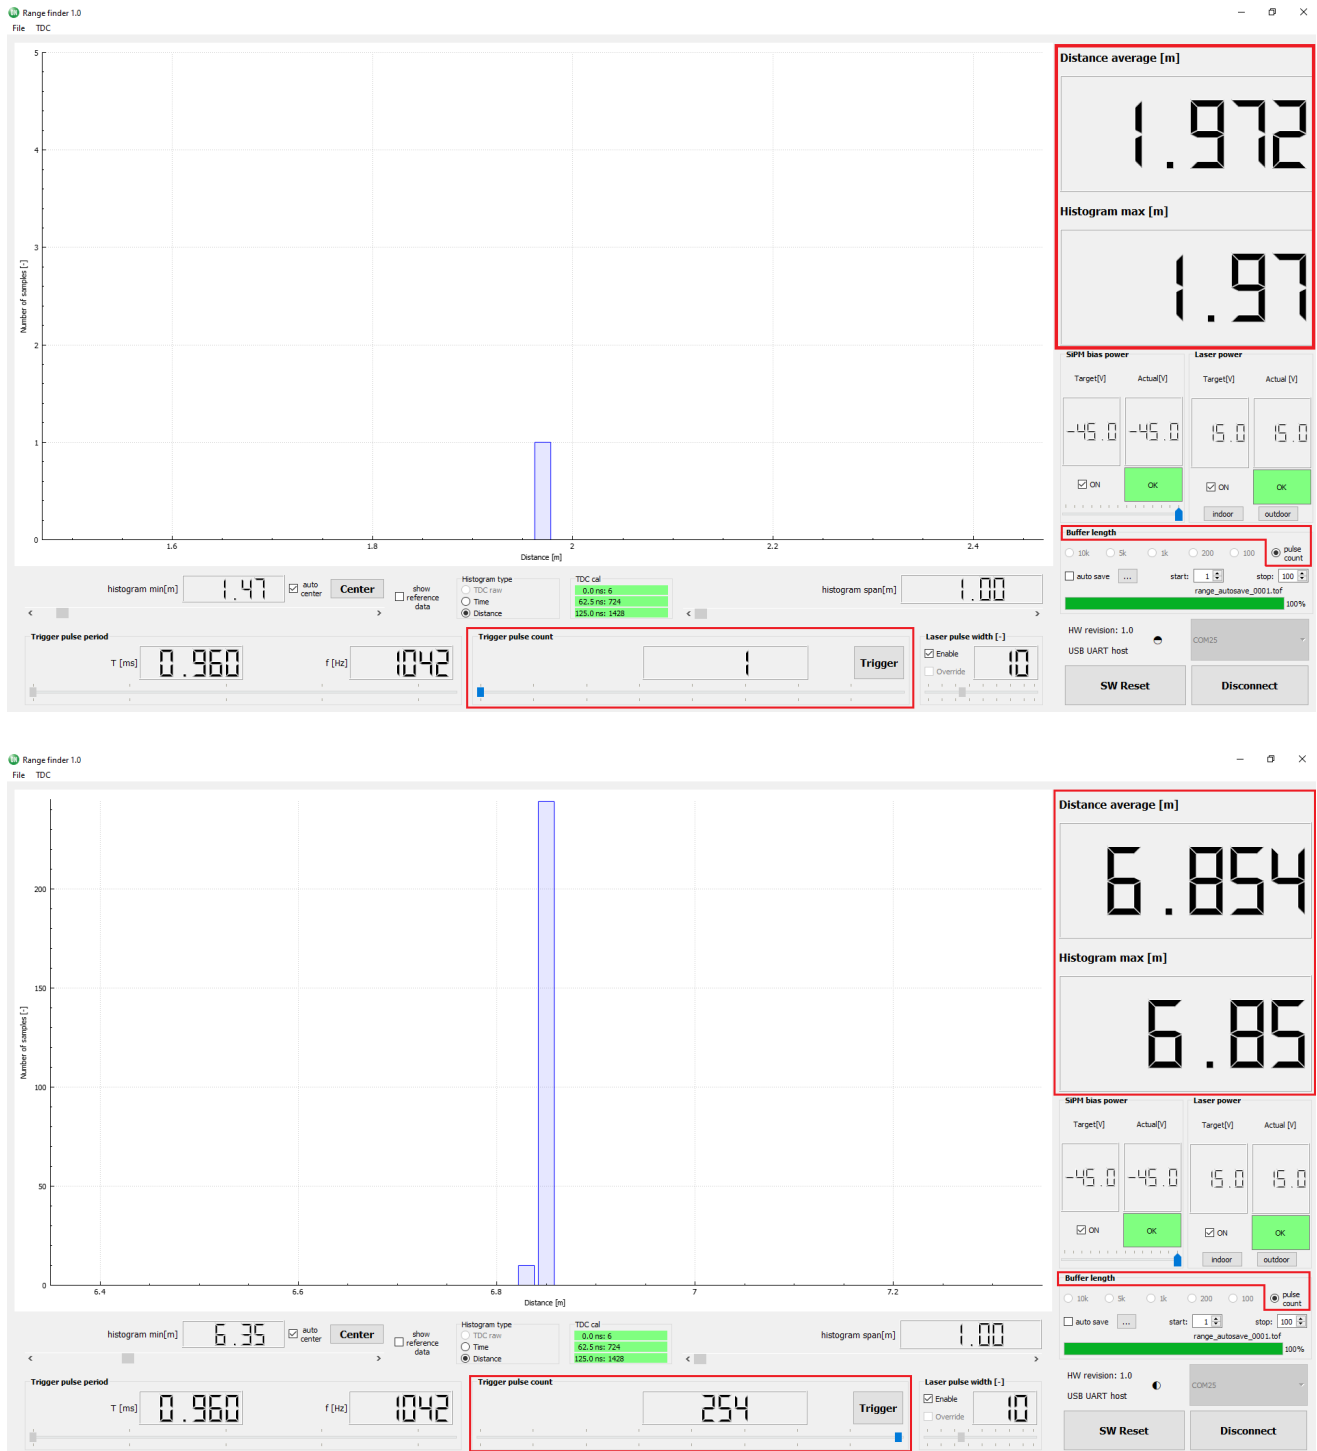 Range finder 1.0
File TDC
5
4
3
2
1
0
Number of samples [-]
1.6 1.8 2 2.2 2.4
Distance [m]
Distance average [m]
1.972
Histogram max [m]
1.97
SiPM bias power Laser power
Target[V] Actual[V] Target[V] Actual [V]
-45.0 -45.0 15.0 15.0
ON OK ON OK
indoor outdoor
Buffer length
10k 5k 1k 200 100 pulse count
auto save ... start: 1 stop: 100
range_autosave_0001.tof
100%
histogram min[m] 1.47 auto center Center show reference data
Histogram type
TDC raw
Time
Distance
TDC cal
0.0 ns: 6
62.5 ns: 724
125.0 ns: 1428
histogram span[m] 1.00
< > < >
Trigger pulse period
T [ms] 0.960 f [Hz] 1042
Trigger pulse count
1 Trigger
Laser pulse width [-]
Enable
Override
10
HW revision: 1.0
USB UART host
COM25
SW Reset Disconnect
Range finder 1.0
File TDC
200
150
100
50
0
Number of samples [-]
6.4 6.6 6.8 7 7.2
Distance [m]
Distance average [m]
6.854
Histogram max [m]
6.85
SiPM bias power Laser power
Target[V] Actual[V] Target[V] Actual [V]
-45.0 -45.0 15.0 15.0
ON OK ON OK
indoor outdoor
Buffer length
10k 5k 1k 200 100 pulse count
auto save ... start: 1 stop: 100
range_autosave_0001.tof
100%
histogram min[m] 6.35 auto center Center show reference data
Histogram type
TDC raw
Time
Distance
TDC cal
0.0 ns: 6
62.5 ns: 724
125.0 ns: 1428
histogram span[m] 1.00
< > < >
Trigger pulse period
T [ms] 0.960 f [Hz] 1042
Trigger pulse count
254 Trigger
Laser pulse width [-]
Enable
Override
10
HW revision: 1.0
USB UART host
COM25
SW Reset Disconnect